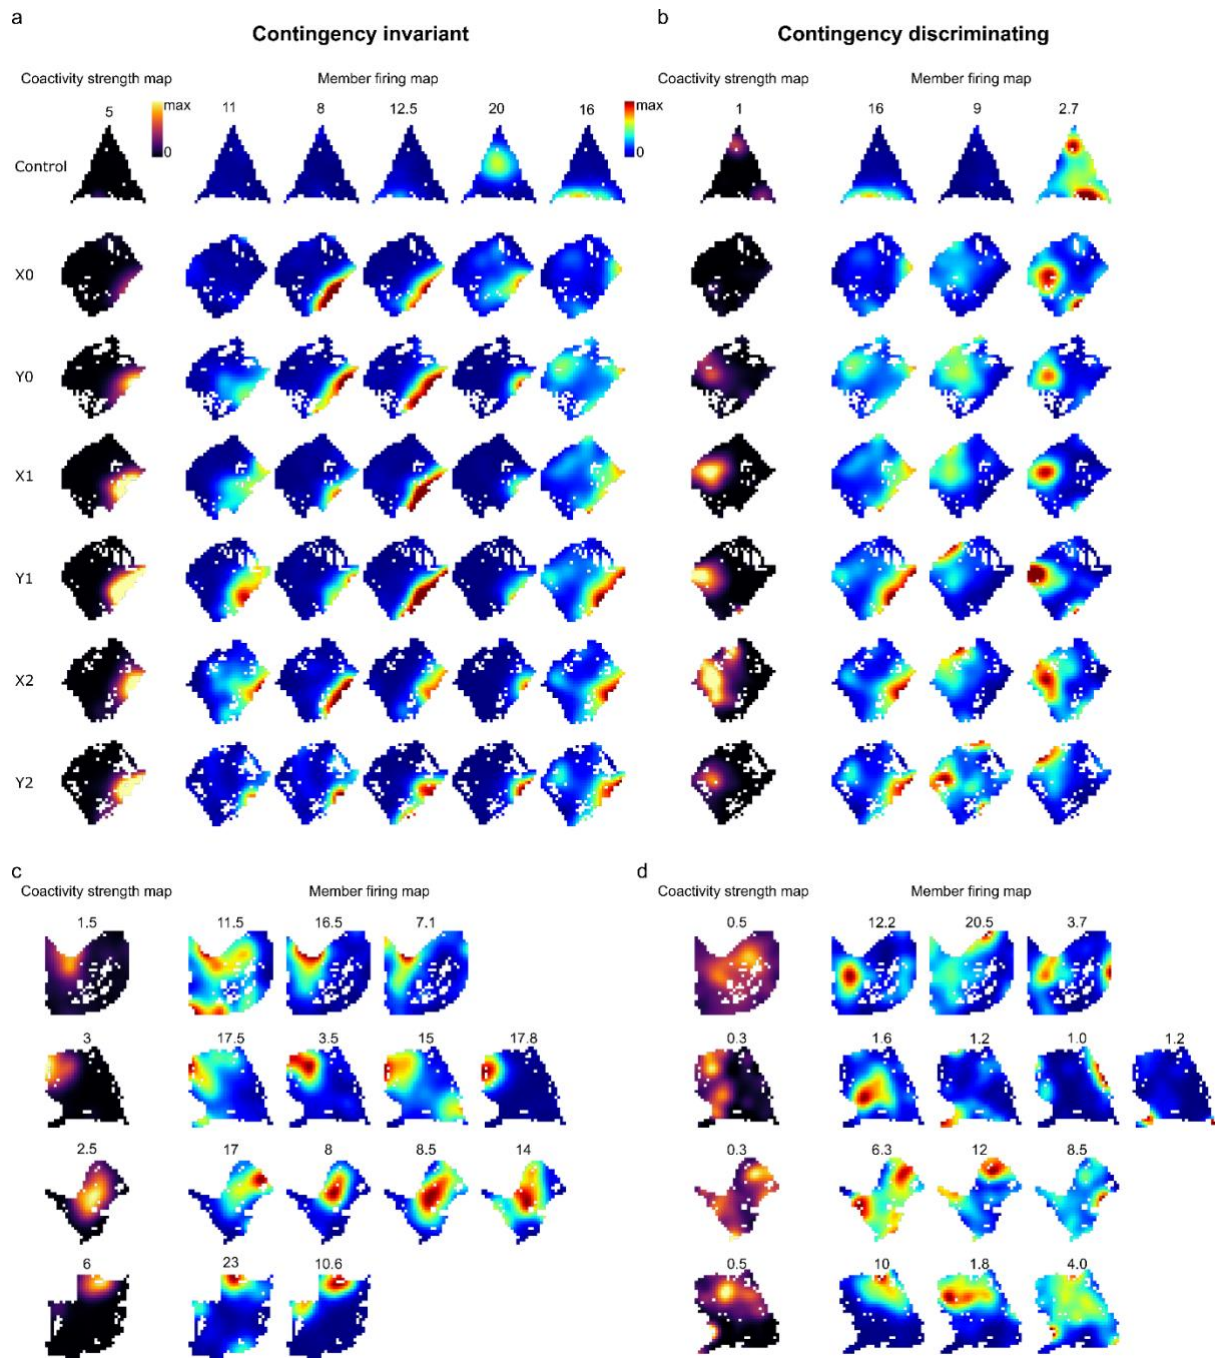 a
b
Contingency invariant
Contingency discriminating
Coactivity strength map
Member firing map
Coactivity strength map
Member firing map
5
max
0
11
8
12.5
20
16
max
0
1
16
9
2.7
Control
X0
Y0
X1
Y1
X2
Y2
c
d
Coactivity strength map
Member firing map
Coactivity strength map
Member firing map
1.5
11.5
16.5
7.1
0.5
12.2
20.5
3.7
3
17.5
3.5
15
17.8
0.3
1.6
1.2
1.0
1.2
2.5
17
8
8.5
14
0.3
6.3
12
8.5
6
23
10.6
0.5
10
1.8
4.0